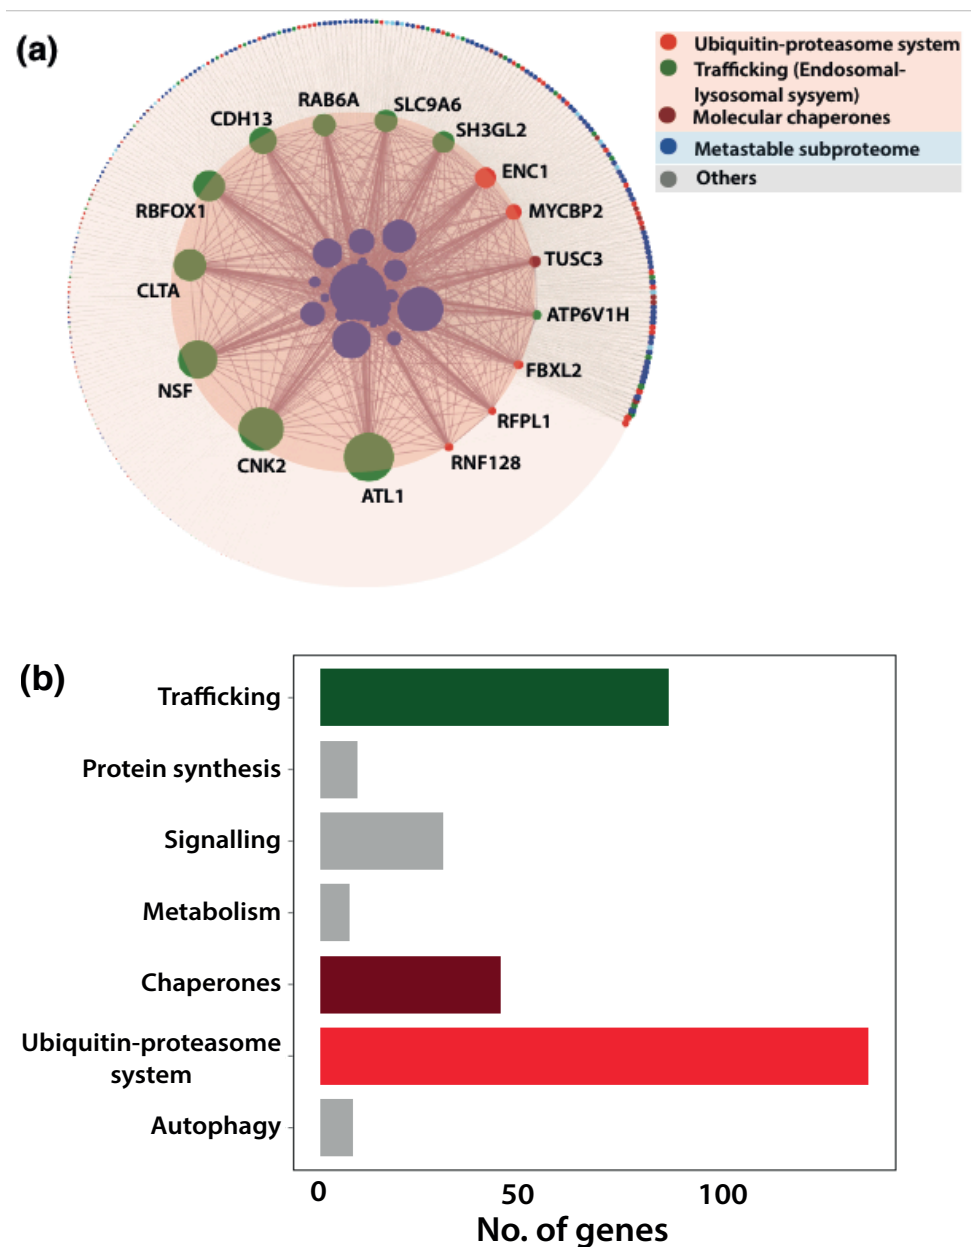 (a)
Ubiquitin-proteasome system
Trafficking (Endosomal-
lysosomal sysyem)
Molecular chaperones
Metastable subproteome
Others
RAB6A
SLC9A6
CDH13
SH3GL2
ENC1
RBFOX1
MYCBP2
TUSC3
CLTA
ATP6V1H
FBXL2
NSF
RFPL1
CNK2
RNF128
ATL1
(b)
Trafficking
Protein synthesis
Signalling
Metabolism
Chaperones
Ubiquitin-proteasome
system
Autophagy
0 50 100
No. of genes